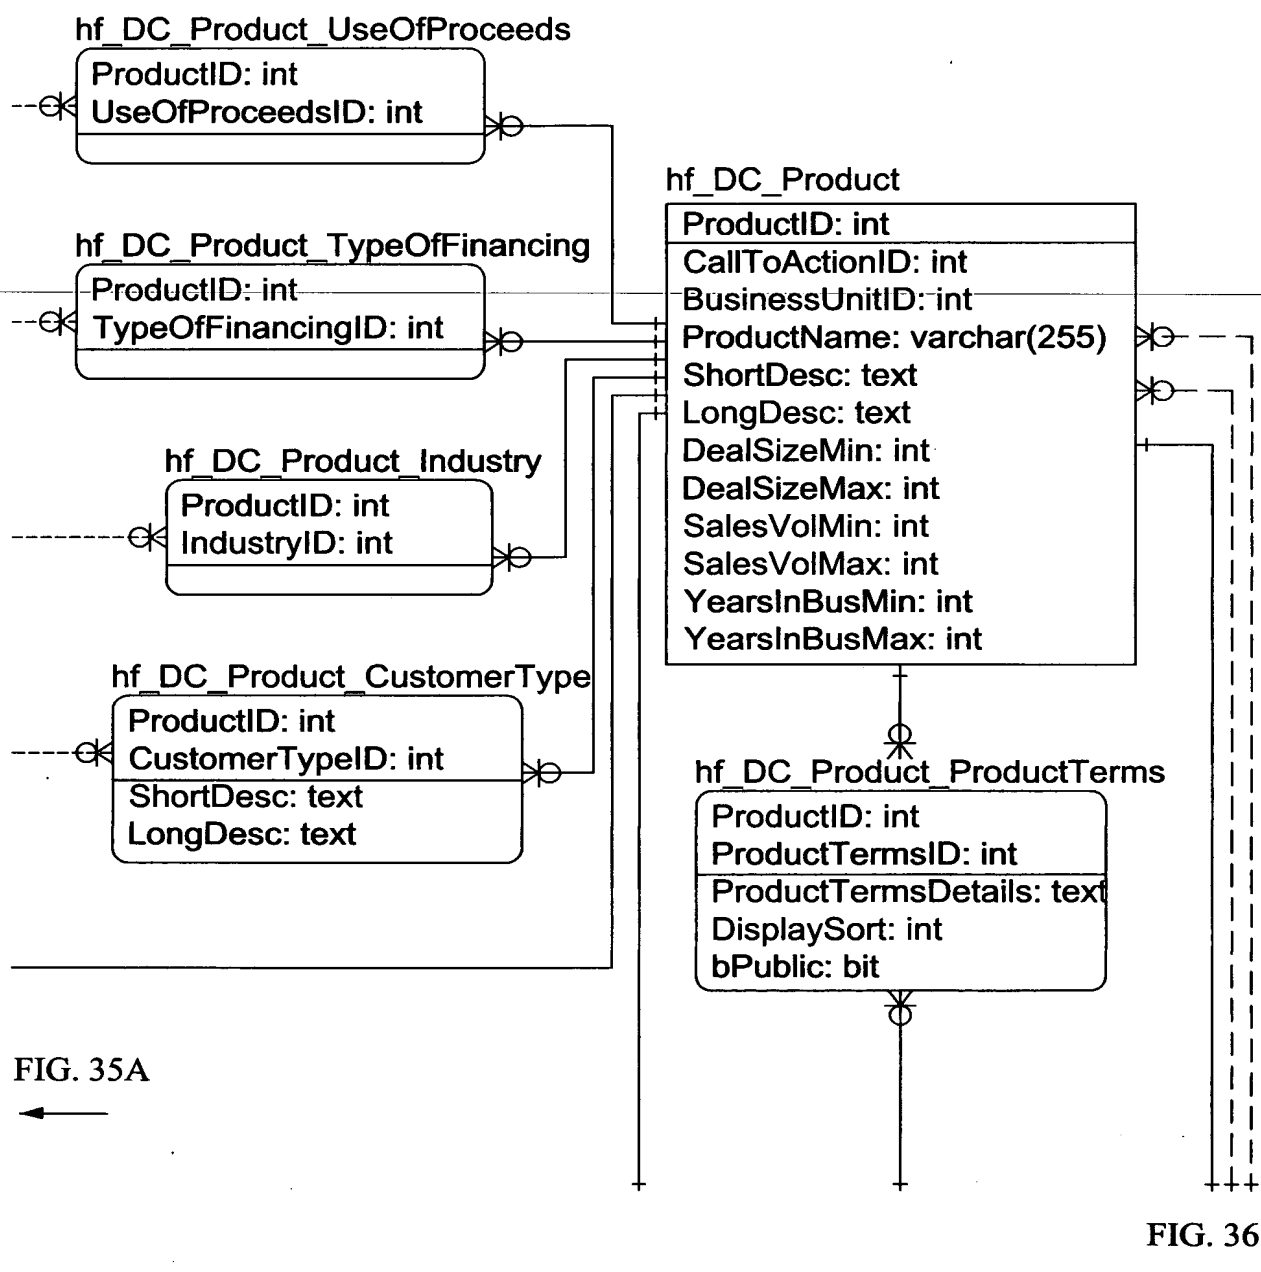 hf_DC_Product_UseOfProceeds
ProductID: int
UseOfProceedsID: int
hf_DC_Product_TypeOfFinancing
ProductID: int
TypeOfFinancingID: int
hf_DC_Product_Industry
ProductID: int
IndustryID: int
hf_DC_Product_CustomerType
ProductID: int
CustomerTypeID: int
ShortDesc: text
LongDesc: text
hf_DC_Product
ProductID: int
CallToActionID: int
BusinessUnitID: int
ProductName: varchar(255)
ShortDesc: text
LongDesc: text
DealSizeMin: int
DealSizeMax: int
SalesVolMin: int
SalesVolMax: int
YearsInBusMin: int
YearsInBusMax: int
hf_DC_Product_ProductTerms
ProductID: int
ProductTermsID: int
ProductTermsDetails: text
DisplaySort: int
bPublic: bit
FIG. 35A
FIG. 36